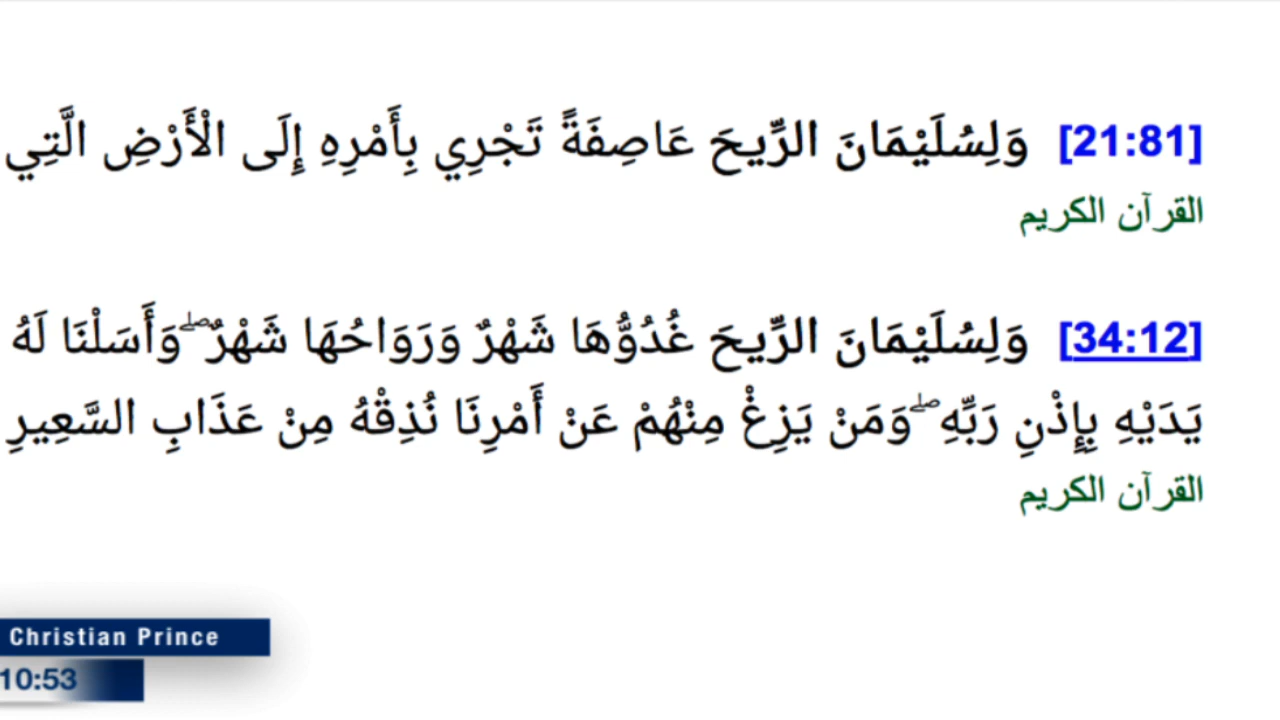 [21:81] وَلِسُلَيْمَانَ الرِّيحَ عَاصِفَةً تَجْرِي بِأَمْرِهِ إِلَى الْأَرْضِ الَّتِي
القرآن الكريم
[34:12] وَلِسُلَيْمَانَ الرِّيحَ غُدُوُّهَا شَهْرٌ وَرَوَاحُهَا شَهْرٌ ۖ وَأَسَلْنَا لَهُ
يَدَيْهِ بِإِذْنِ رَبِّهِ ۖ وَمَنْ يَزِغْ مِنْهُمْ عَنْ أَمْرِنَا نُذِقْهُ مِنْ عَذَابِ السَّعِيرِ
القرآن الكريم
Christian Prince
10:53